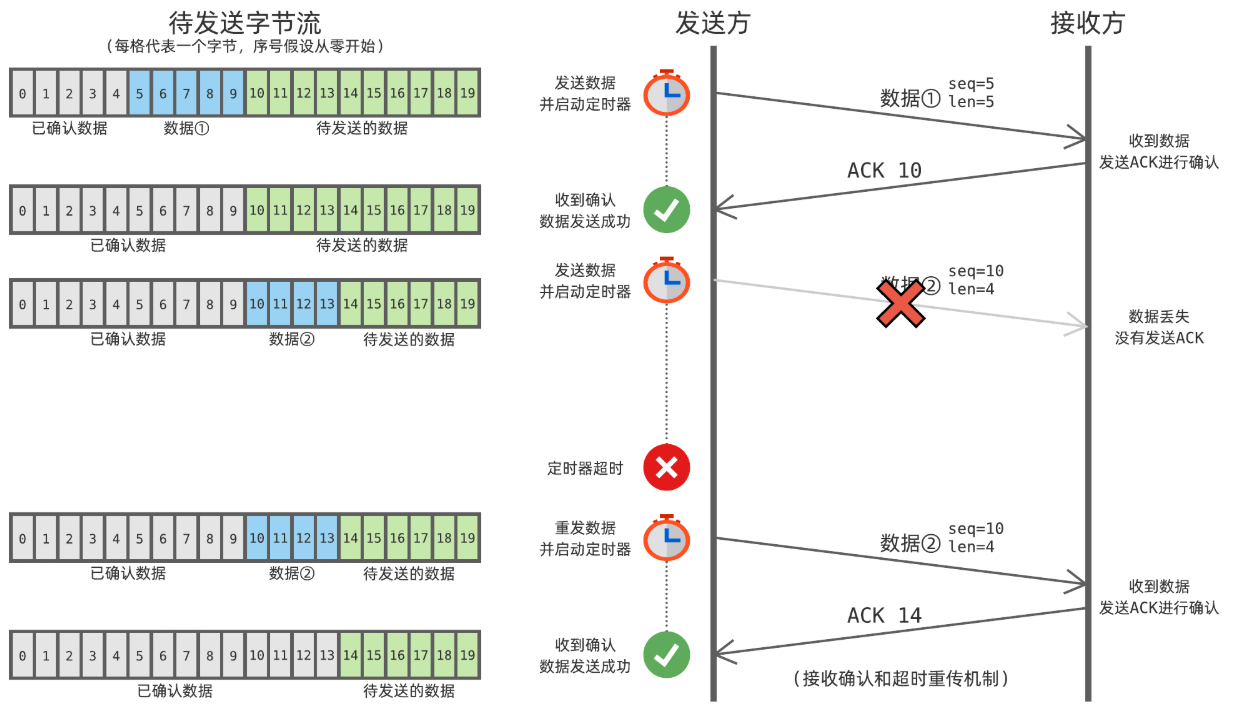 待发送字节流
(每格代表一个字节，序号假设从零开始)
发送方
接收方
0 1 2 3 4 5 6 7 8 9 10 11 12 13 14 15 16 17 18 19
已确认数据 数据① 待发送的数据
发送数据
并启动定时器
数据① seq=5
len=5
收到数据
发送ACK进行确认
ACK 10
0 1 2 3 4 5 6 7 8 9 10 11 12 13 14 15 16 17 18 19
已确认数据 待发送的数据
收到确认
数据发送成功
0 1 2 3 4 5 6 7 8 9 10 11 12 13 14 15 16 17 18 19
已确认数据 数据② 待发送的数据
发送数据
并启动定时器
数据② seq=10
len=4
数据丢失
没有发送ACK
定时器超时
0 1 2 3 4 5 6 7 8 9 10 11 12 13 14 15 16 17 18 19
已确认数据 数据② 待发送的数据
重发数据
并启动定时器
数据② seq=10
len=4
收到数据
发送ACK进行确认
ACK 14
0 1 2 3 4 5 6 7 8 9 10 11 12 13 14 15 16 17 18 19
已确认数据 待发送的数据
收到确认
数据发送成功
(接收确认和超时重传机制)